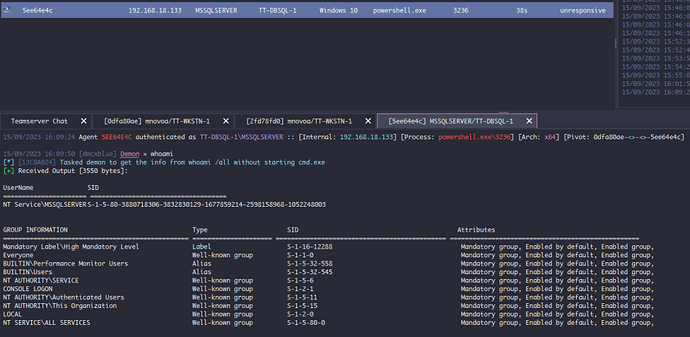 5ee64e4c 192.168.18.133 MSSQLSERVER TT-DBSQL-1 Windows 10 powershell.exe 3236 38s unresponsive
15/09/2023 15:46:0
15/09/2023 15:46:0
15/09/2023 15:46:0
15/09/2023 15:46:
15/09/2023 15:52:3
15/09/2023 15:52:4
15/09/2023 15:53:4
15/09/2023 15:54:2
15/09/2023 15:55:0
15/09/2023 16:01:5
15/09/2023 16:09:2
Teamserver Chat X [0dfa80ae] mnovoa/TT-WKSTN-1 X [2fd78fd0] mnovoa/TT-WKSTN-1 X [5ee64e4c] MSSQLSERVER/TT-DBSQL-1 X
15/09/2023 16:09:24 Agent 5EE64E4C authenticated as TT-DBSQL-1\MSSQLSERVER :: [Internal: 192.168.18.133] [Process: powershell.exe\3236] [Arch: x64] [Pivot: 0dfa80ae-<>-<>-5ee64e4c]
15/09/2023 16:09:50 [dmcxblue] Demon » whoami
[*] [13C8A024] Tasked demon to get the info from whoami /all without starting cmd.exe
[+] Received Output [3550 bytes]:
UserName SID
====================== ====================================
NT Service\MSSQLSERVER S-1-5-80-3880718306-3832830129-1677859214-2598158968-1052248003
GROUP INFORMATION Type SID Attributes
================================================= ===================== ============================================= ==================================================
Mandatory Label\High Mandatory Level Label S-1-16-12288 Mandatory group, Enabled by default, Enabled group,
Everyone Well-known group S-1-1-0 Mandatory group, Enabled by default, Enabled group,
BUILTIN\Performance Monitor Users Alias S-1-5-32-558 Mandatory group, Enabled by default, Enabled group,
BUILTIN\Users Alias S-1-5-32-545 Mandatory group, Enabled by default, Enabled group,
NT AUTHORITY\SERVICE Well-known group S-1-5-6 Mandatory group, Enabled by default, Enabled group,
CONSOLE LOGON Well-known group S-1-2-1 Mandatory group, Enabled by default, Enabled group,
NT AUTHORITY\Authenticated Users Well-known group S-1-5-11 Mandatory group, Enabled by default, Enabled group,
NT AUTHORITY\This Organization Well-known group S-1-5-15 Mandatory group, Enabled by default, Enabled group,
LOCAL Well-known group S-1-2-0 Mandatory group, Enabled by default, Enabled group,
NT SERVICE\ALL SERVICES Well-known group S-1-5-80-0 Mandatory group, Enabled by default, Enabled group,